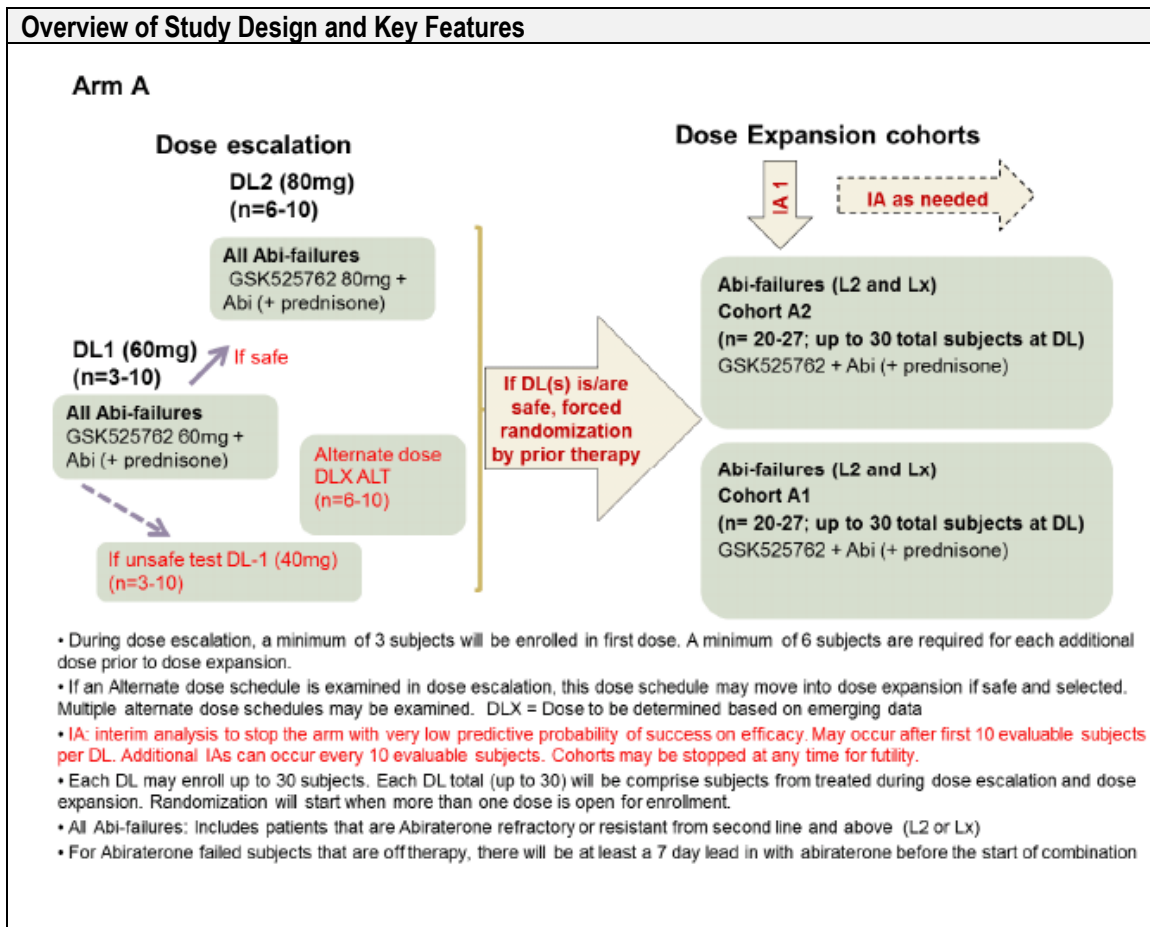 Overview of Study Design and Key Features
Arm A
Dose escalation
DL2 (80mg)
(n=6-10)
All Abi-failures
GSK525762 80mg +
Abi (+ prednisone)
DL1 (60mg)
(n=3-10)
If safe
All Abi-failures
GSK525762 60mg +
Abi (+ prednisone)
Alternate dose
DLX ALT
(n=6-10)
If unsafe test DL-1 (40mg)
(n=3-10)
If DL(s) is/are
safe, forced
randomization
by prior therapy
Dose Expansion cohorts
IA 1
IA as needed
Abi-failures (L2 and Lx)
Cohort A2
(n= 20-27; up to 30 total subjects at DL)
GSK525762 + Abi (+ prednisone)
Abi-failures (L2 and Lx)
Cohort A1
(n= 20-27; up to 30 total subjects at DL)
GSK525762 + Abi (+ prednisone)
• During dose escalation, a minimum of 3 subjects will be enrolled in first dose. A minimum of 6 subjects are required for each additional
dose prior to dose expansion.
• If an Alternate dose schedule is examined in dose escalation, this dose schedule may move into dose expansion if safe and selected.
Multiple alternate dose schedules may be examined. DLX = Dose to be determined based on emerging data
• IA: interim analysis to stop the arm with very low predictive probability of success on efficacy. May occur after first 10 evaluable subjects
per DL. Additional IAs can occur every 10 evaluable subjects. Cohorts may be stopped at any time for futility.
• Each DL may enroll up to 30 subjects. Each DL total (up to 30) will be comprise subjects from treated during dose escalation and dose
expansion. Randomization will start when more than one dose is open for enrollment.
• All Abi-failures: Includes patients that are Abiraterone refractory or resistant from second line and above (L2 or Lx)
• For Abiraterone failed subjects that are off therapy, there will be at least a 7 day lead in with abiraterone before the start of combination